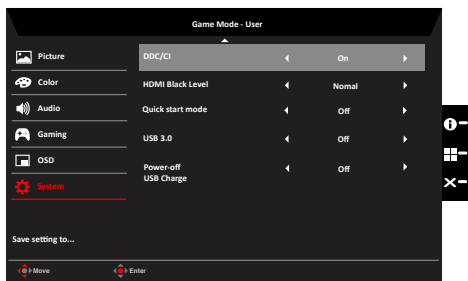 Game Mode - User
Picture
Color
Audio
Gaming
OSD
System
DDC/CI
On
HDMI Black Level
Nomal
Quick start mode
Off
USB 3.0
Off
Power-off
USB Charge
Off
Save setting to...
Move
Enter